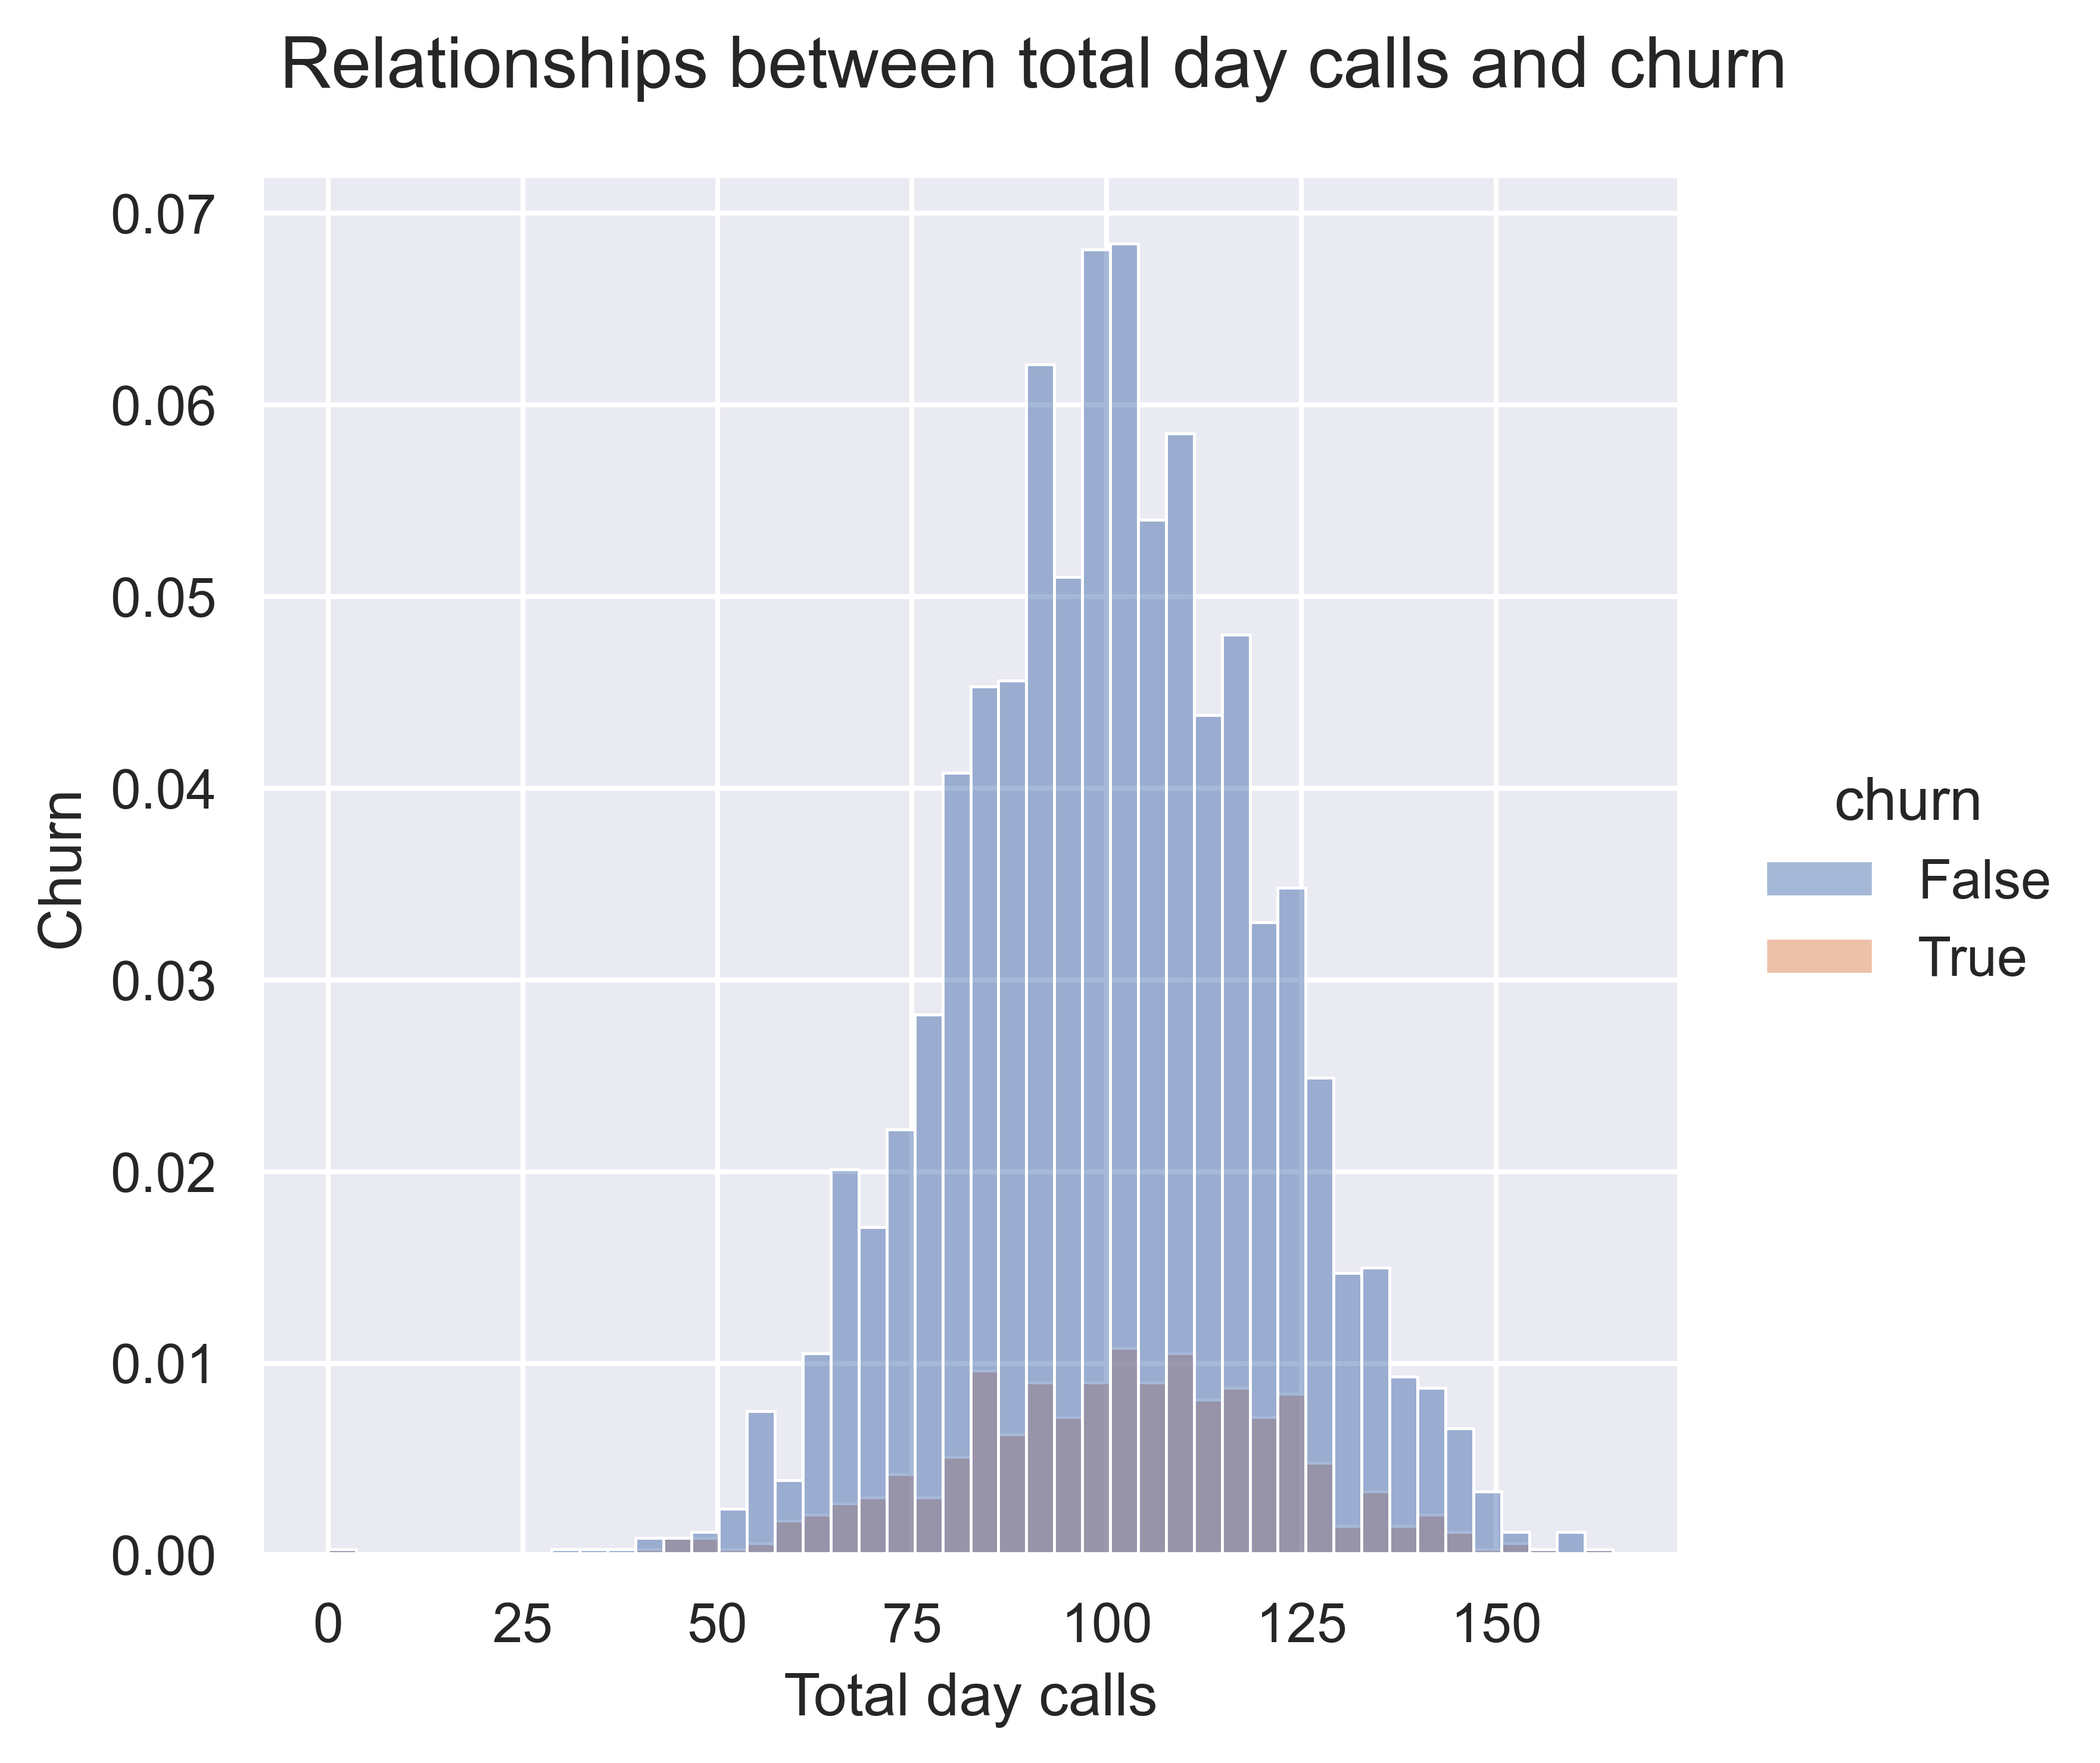 Relationships between total day calls and churn
0.07
0.06
0.05
0.04
0.03
0.02
0.01
0.00
Churn
0 25 50 75 100 125 150
Total day calls
churn
False
True